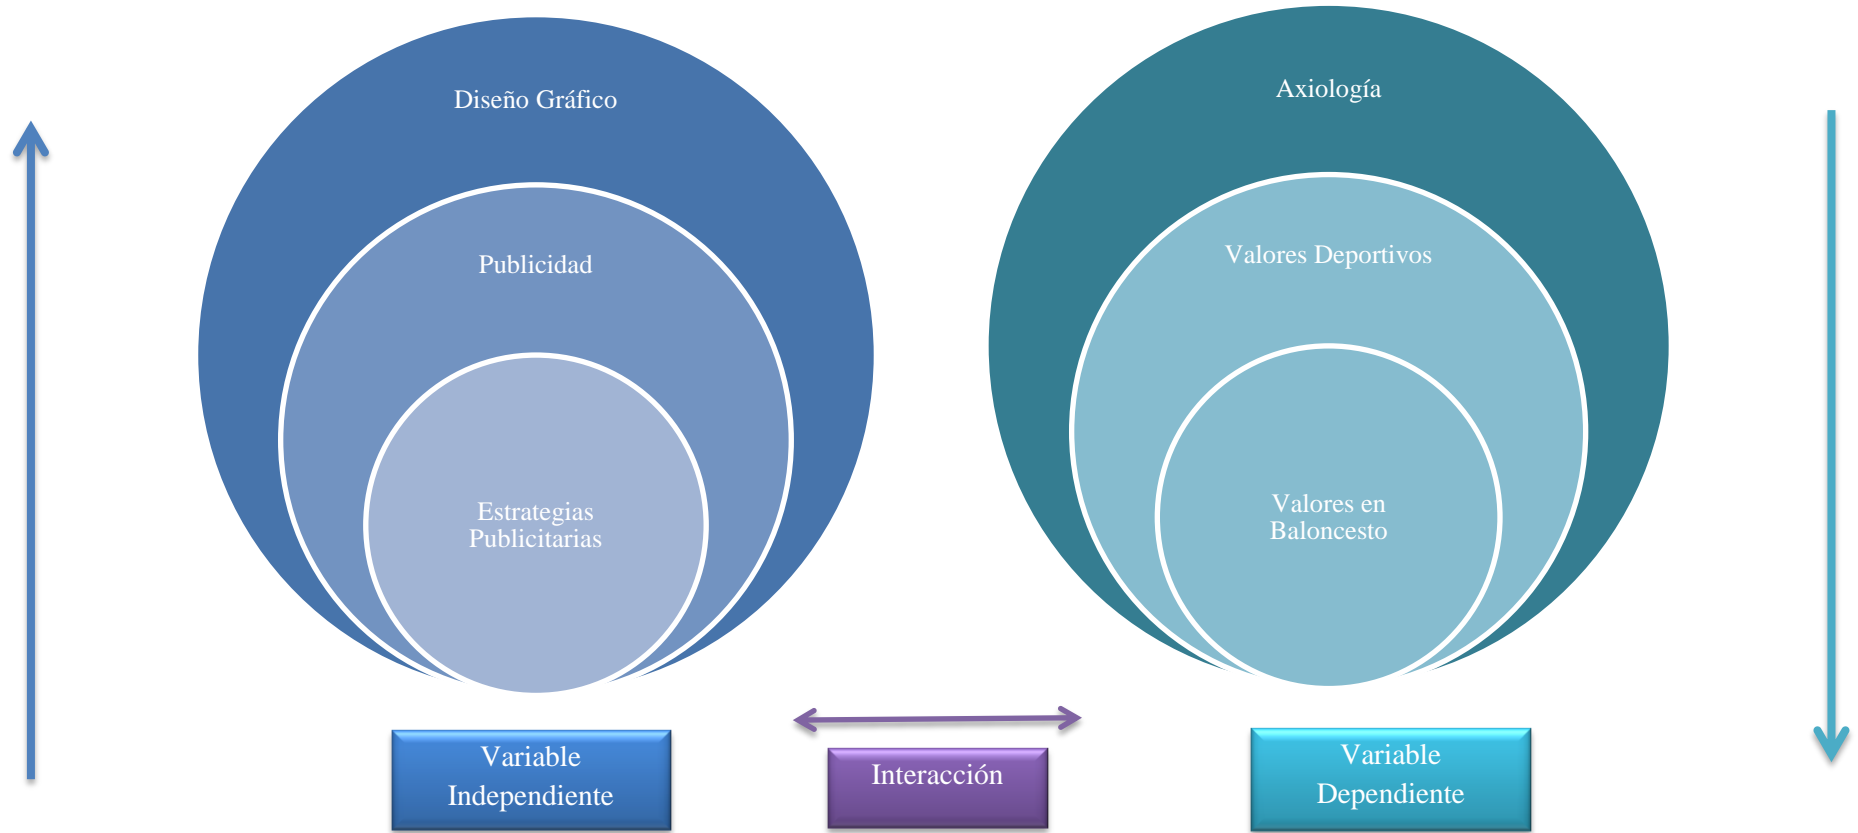 Diseño Gráfico
Publicidad
Estrategias
Publicitarias
Axiología
Valores Deportivos
Valores en
Baloncesto
Variable
Independiente
Interacción
Variable
Dependiente